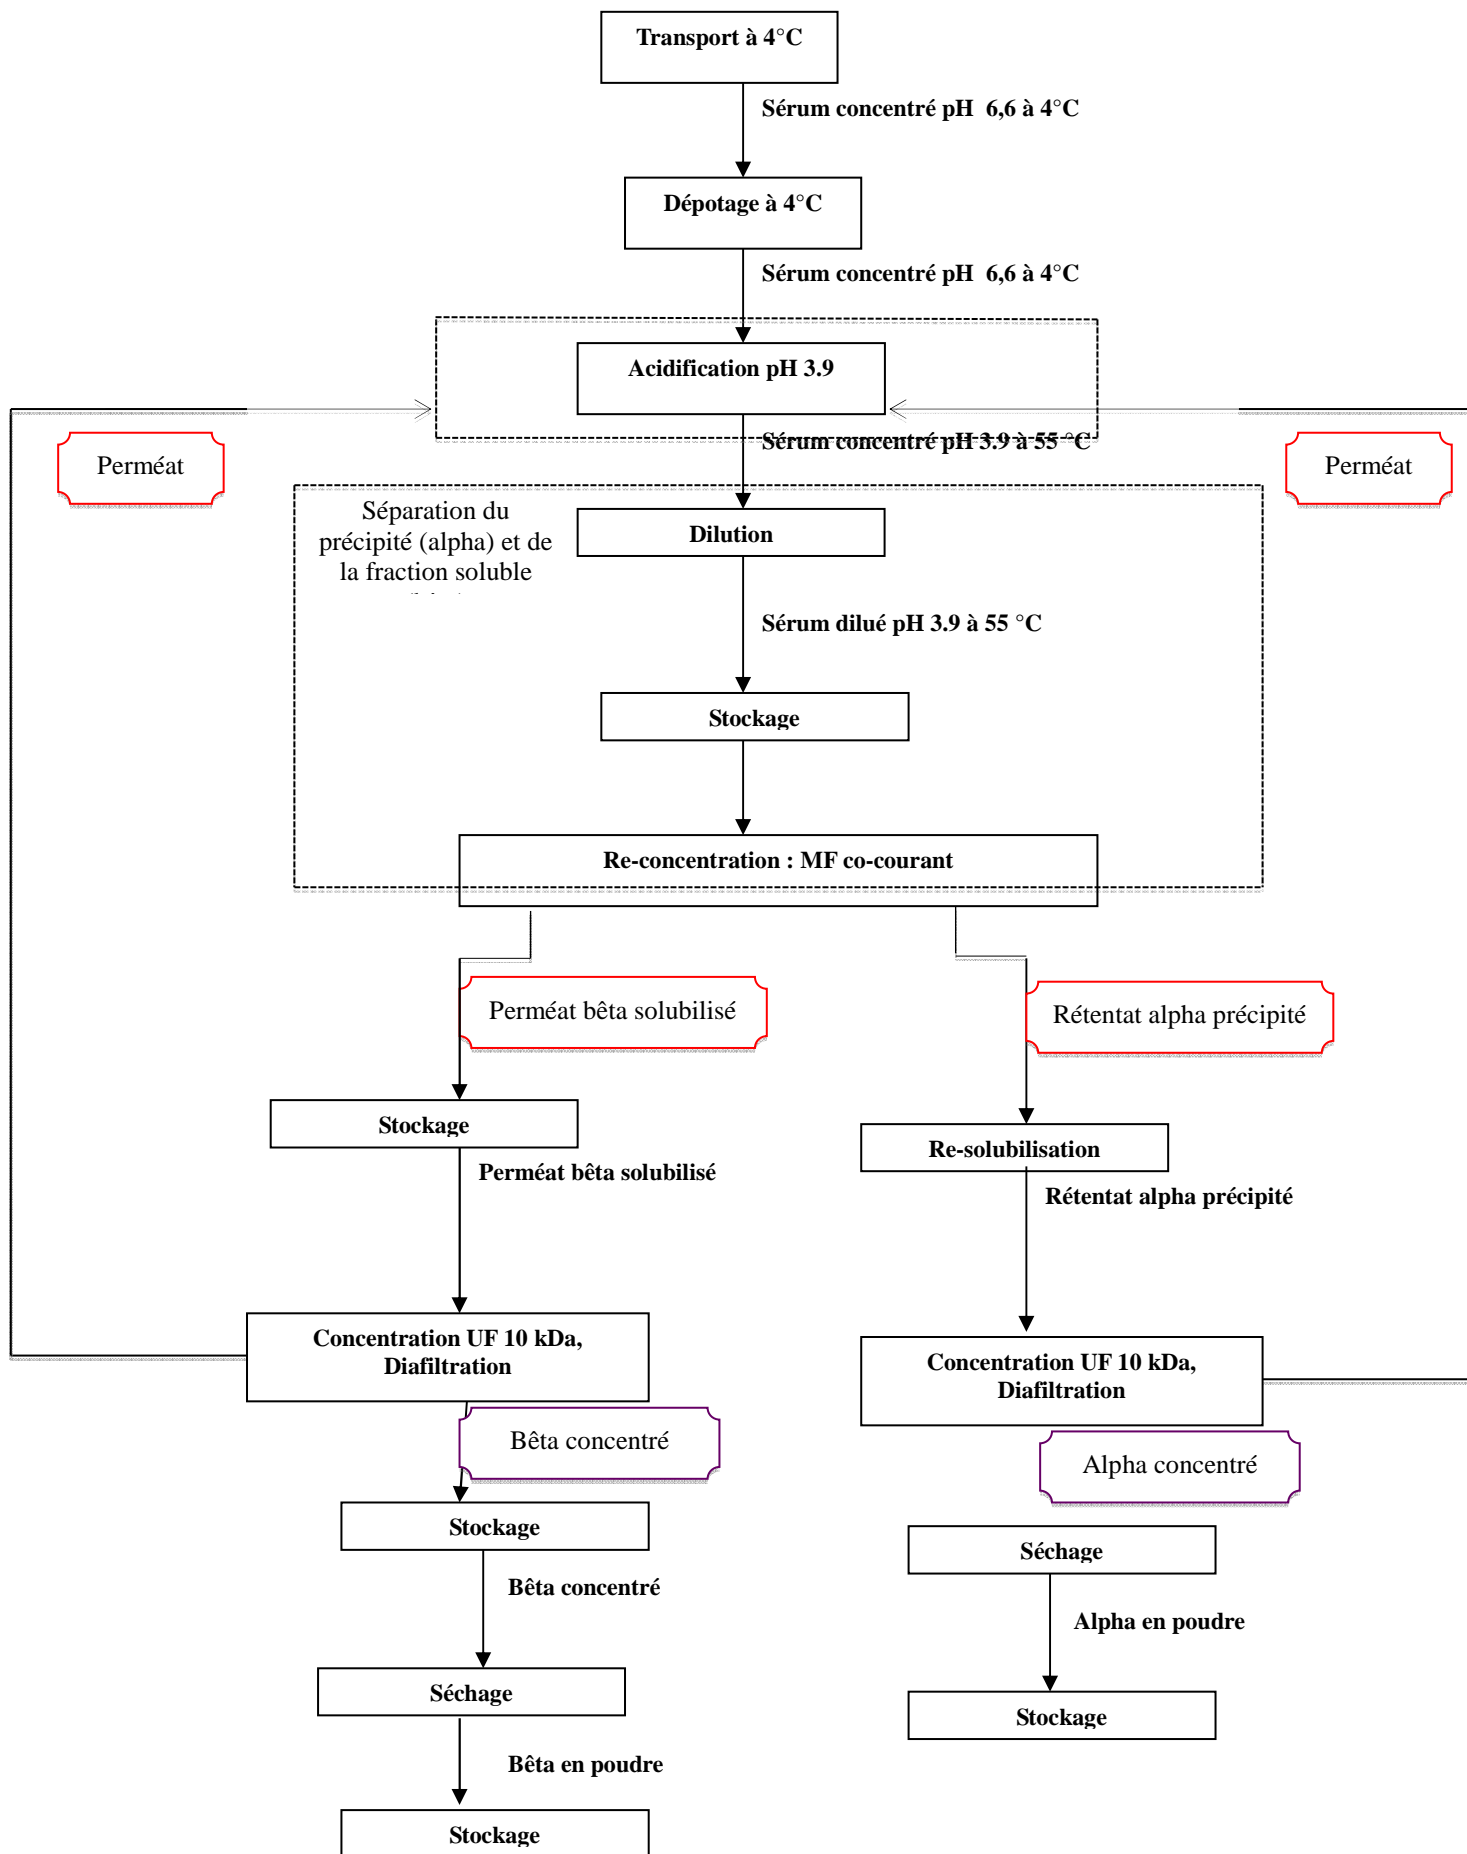 Transport à 4°C
Sérum concentré pH 6,6 à 4°C
Dépotage à 4°C
Sérum concentré pH 6,6 à 4°C
Acidification pH 3.9
Sérum concentré pH 3.9 à 55 °C
Perméat
Perméat
Séparation du
précipité (alpha) et de
la fraction soluble
Dilution
Sérum dilué pH 3.9 à 55 °C
Stockage
Re-concentration : MF co-courant
Perméat bêta solubilisé
Rétentat alpha précipité
Stockage
Re-solubilisation
Perméat bêta solubilisé
Rétentat alpha précipité
Concentration UF 10 kDa,
Diafiltration
Concentration UF 10 kDa,
Diafiltration
Bêta concentré
Alpha concentré
Stockage
Séchage
Bêta concentré
Alpha en poudre
Séchage
Stockage
Bêta en poudre
Stockage